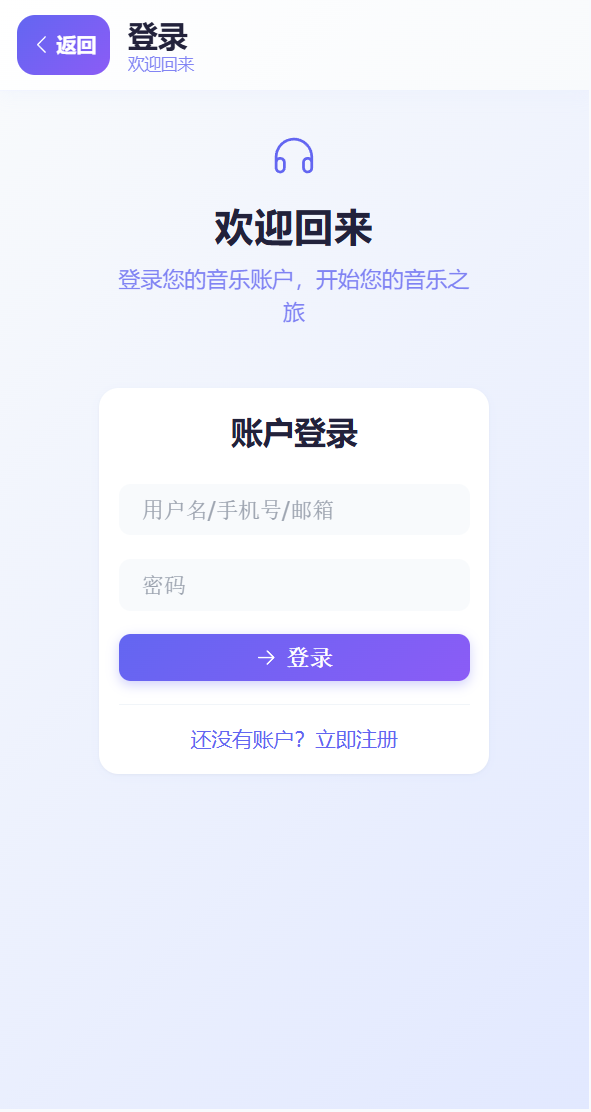 返回
登录
欢迎回来
欢迎回来
登录您的音乐账户，开始您的音乐之
旅
账户登录
用户名/手机号/邮箱
密码
登录
还没有账户？立即注册